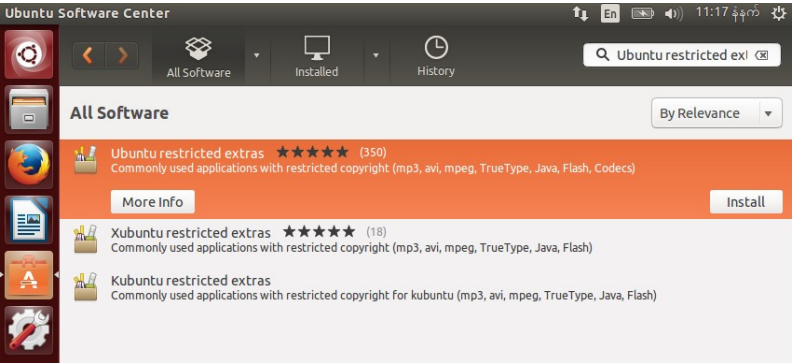 Ubuntu Software Center
En
11:17 နံနက်
All Software
Installed
History
Ubuntu restricted ext
All Software
By Relevance
Ubuntu restricted extras (350)
Commonly used applications with restricted copyright (mp3, avi, mpeg, TrueType, Java, Flash, Codecs)
More Info
Install
Xubuntu restricted extras (18)
Commonly used applications with restricted copyright (mp3, avi, mpeg, TrueType, Java, Flash)
Kubuntu restricted extras
Commonly used applications with restricted copyright for kubuntu (mp3, avi, mpeg, TrueType, Java, Flash)